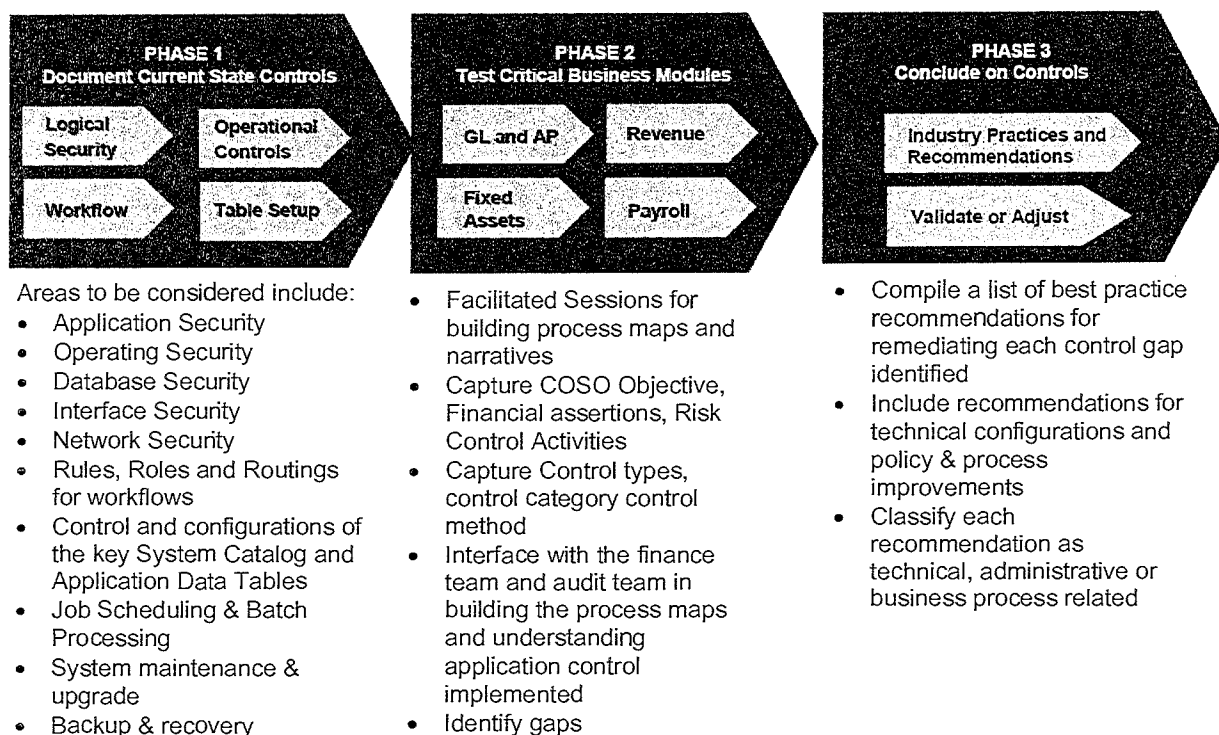 PHASE 1
Document Current State Controls
Logical
Security
Operational
Controls
Workflow
Table Setup
Areas to be considered include:
• Application Security
• Operating Security
• Database Security
• Interface Security
• Network Security
• Rules, Roles and Routings
for workflows
• Control and configurations of
the key System Catalog and
Application Data Tables
• Job Scheduling & Batch
Processing
• System maintenance &
upgrade
• Backup & recovery
PHASE 2
Test Critical Business Modules
GL and AP
Revenue
Fixed
Assets
Payroll
• Facilitated Sessions for
building process maps and
narratives
• Capture COSO Objective,
Financial assertions, Risk
Control Activities
• Capture Control types,
control category control
method
• Interface with the finance
team and audit team in
building the process maps
and understanding
application control
implemented
• Identify gaps
PHASE 3
Conclude on Controls
Industry Practices and
Recommendations
Validate or Adjust
• Compile a list of best practice
recommendations for
remediating each control gap
identified
• Include recommendations for
technical configurations and
policy & process
improvements
• Classify each
recommendation as
technical, administrative or
business process related